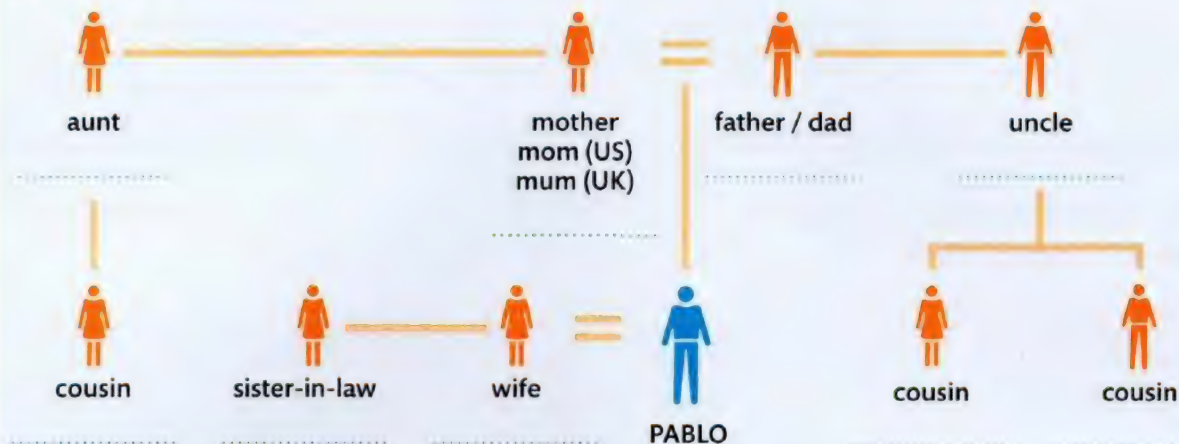 aunt
mother
mom (US)
mum (UK)
father / dad
uncle
cousin
sister-in-law
wife
PABLO
cousin
cousin